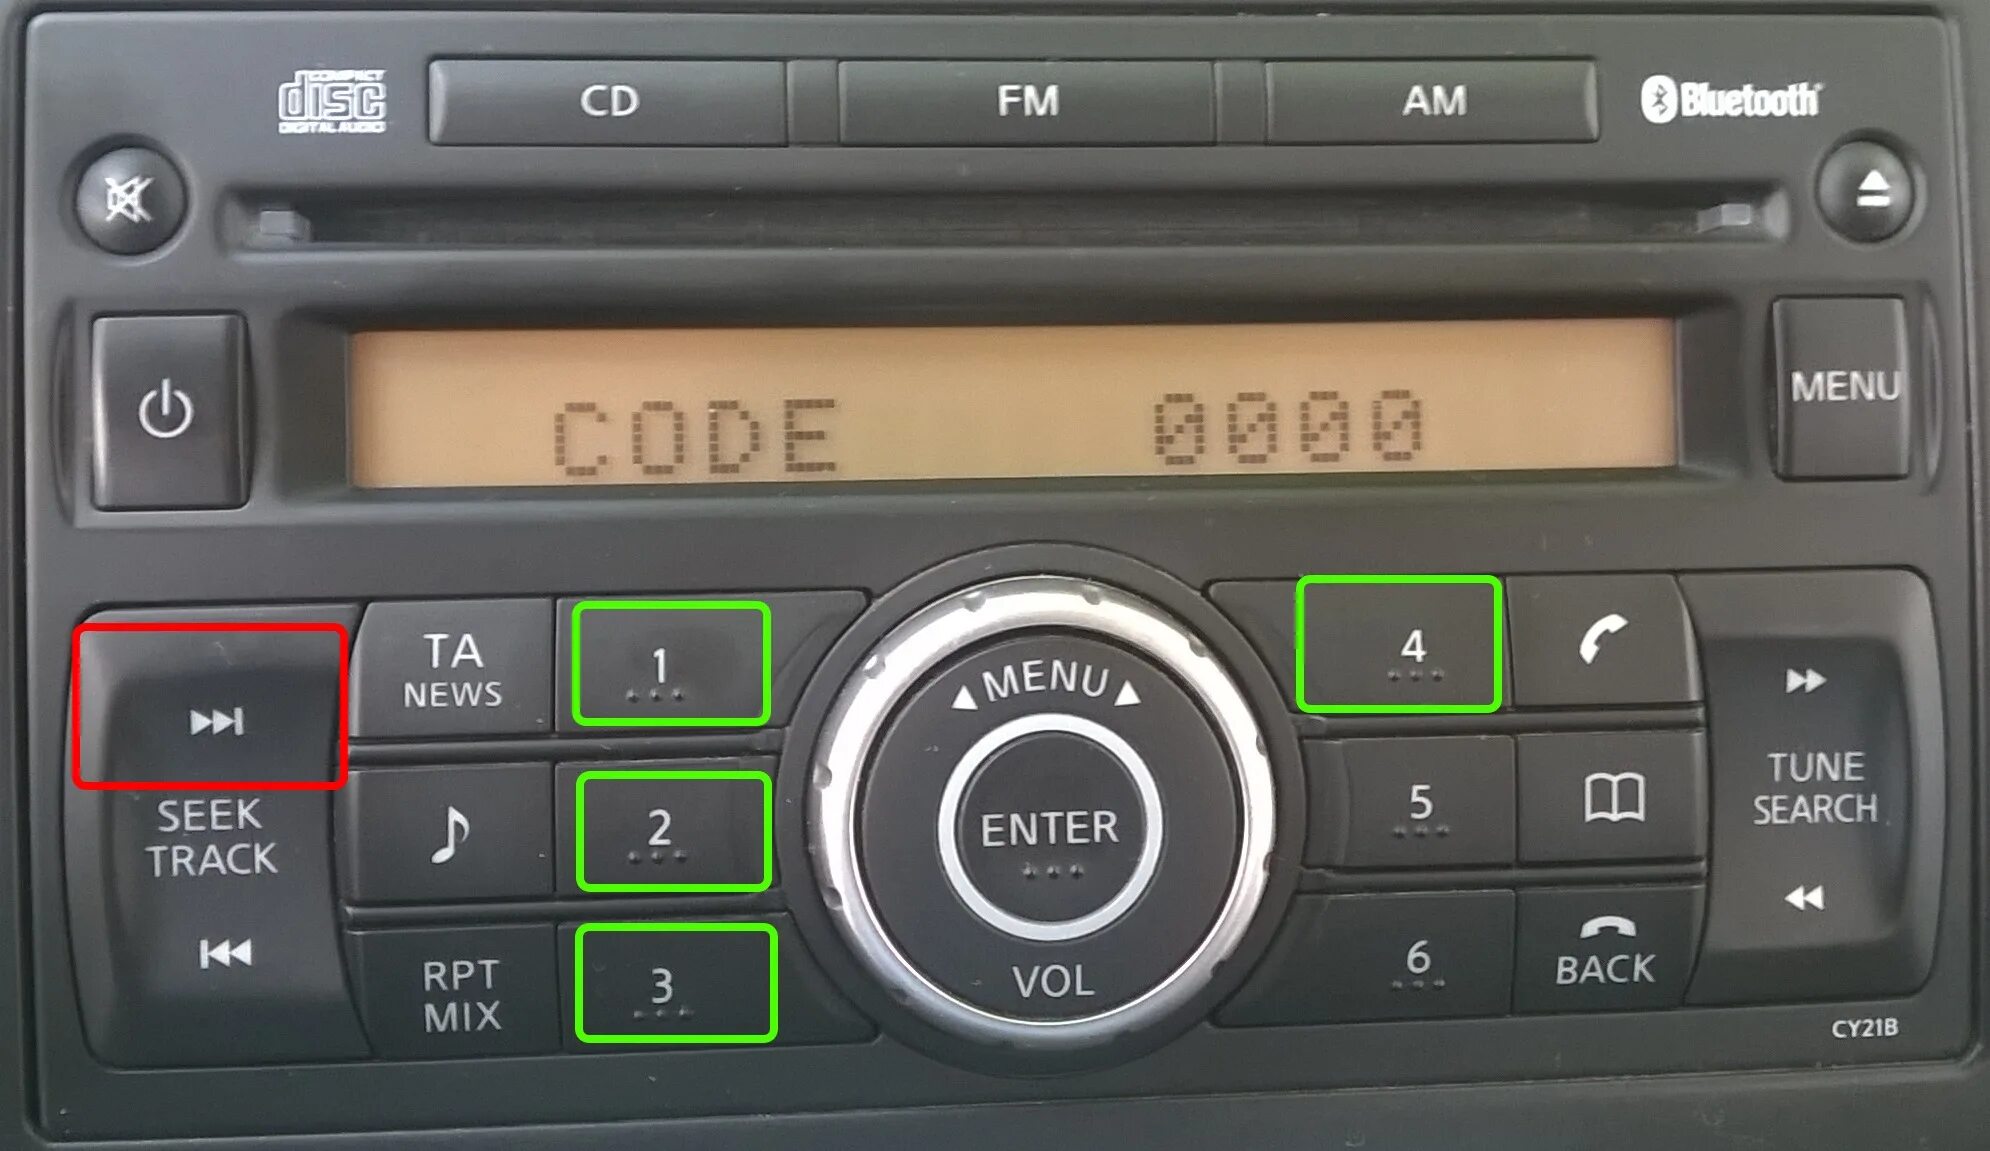 COMPACT
disc
DIGITAL AUDIO
CD
FM
AM
Bluetooth
MENU
CODE 0000
TA
NEWS
1
4
MENU
SEEK
TRACK
2
ENTER
5
TUNE
SEARCH
RPT
MIX
3
VOL
6
BACK
CY21B